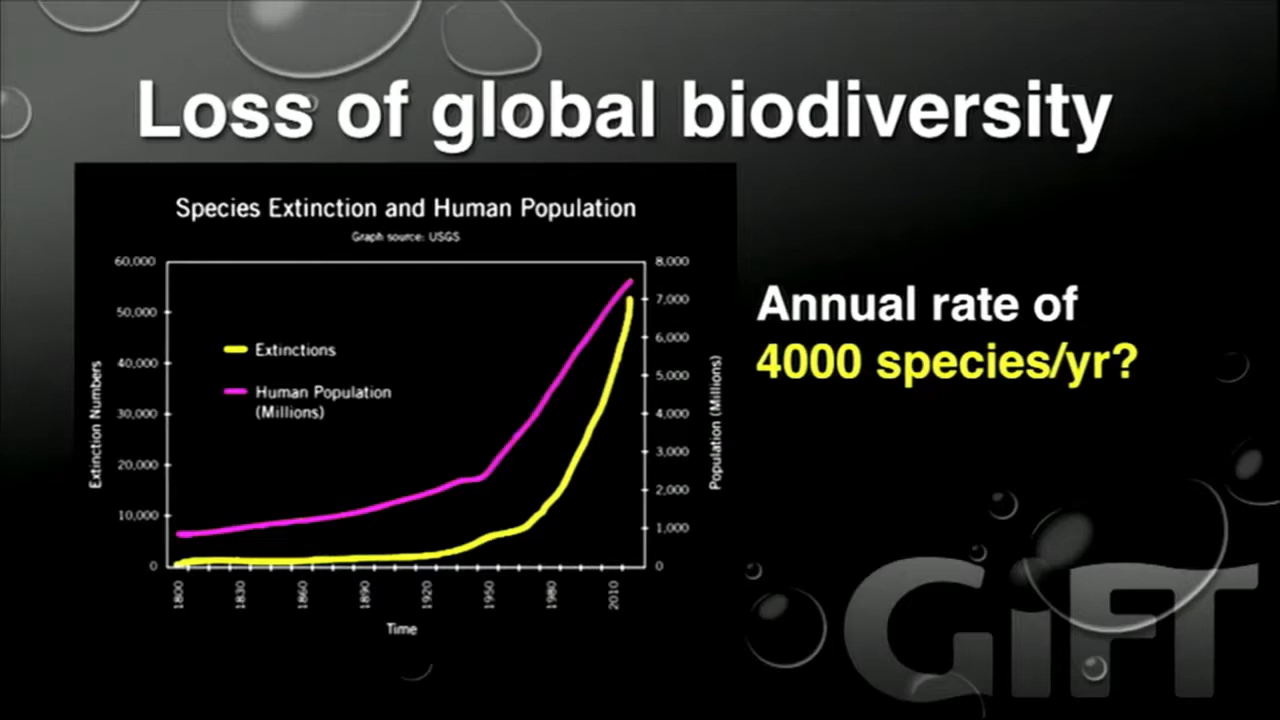 Loss of global biodiversity
Species Extinction and Human Population
Graph source: USGS
60,000
50,000
40,000
30,000
20,000
10,000
0
Extinction Numbers
Extinctions
Human Population
(Millions)
8,000
7,000
6,000
5,000
4,000
3,000
2,000
1,000
0
Population (Millions)
1800
1830
1860
1890
1920
1950
1980
2010
Time
Annual rate of
4000 species/yr?
GiFT